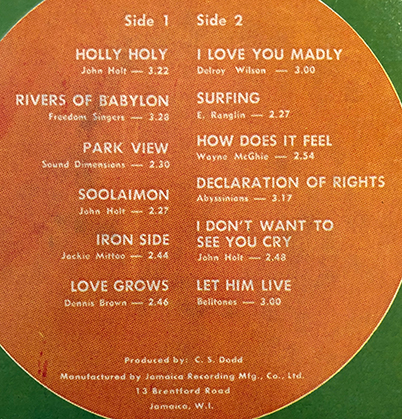 Side 1
HOLLY HOLY
John Holt — 3.22
RIVERS OF BABYLON
Freedom Singers — 3.28
PARK VIEW
Sound Dimensions — 2.30
SOOLAIMON
John Holt — 2.27
IRON SIDE
Jackie Mittoo — 2.44
LOVE GROWS
Dennis Brown — 2.46
Side 2
I LOVE YOU MADLY
Delroy Wilson — 3.00
SURFING
E. Ranglin — 2.27
HOW DOES IT FEEL
Wayne McGhie — 2.54
DECLARATION OF RIGHTS
Abyssinians — 3.17
I DON'T WANT TO
SEE YOU CRY
John Holt — 2.48
LET HIM LIVE
Beltones — 3.00
Produced by: C. S. Dodd
Manufactured by Jamaica Recording Mfg., Co., Ltd.
13 Brentford Road
Jamaica, W.I.